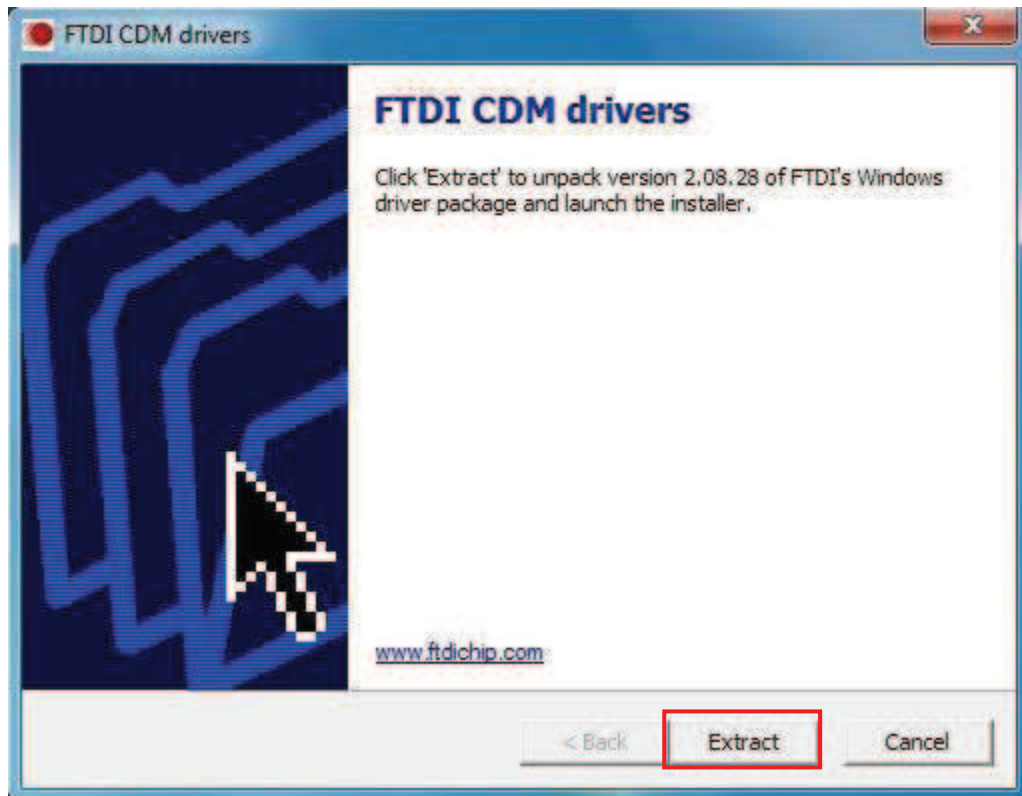 FTDI CDM drivers
FTDI CDM drivers
Click 'Extract' to unpack version 2.08.28 of FTDI's Windows
driver package and launch the installer.
www.ftdichip.com
< Back
Extract
Cancel